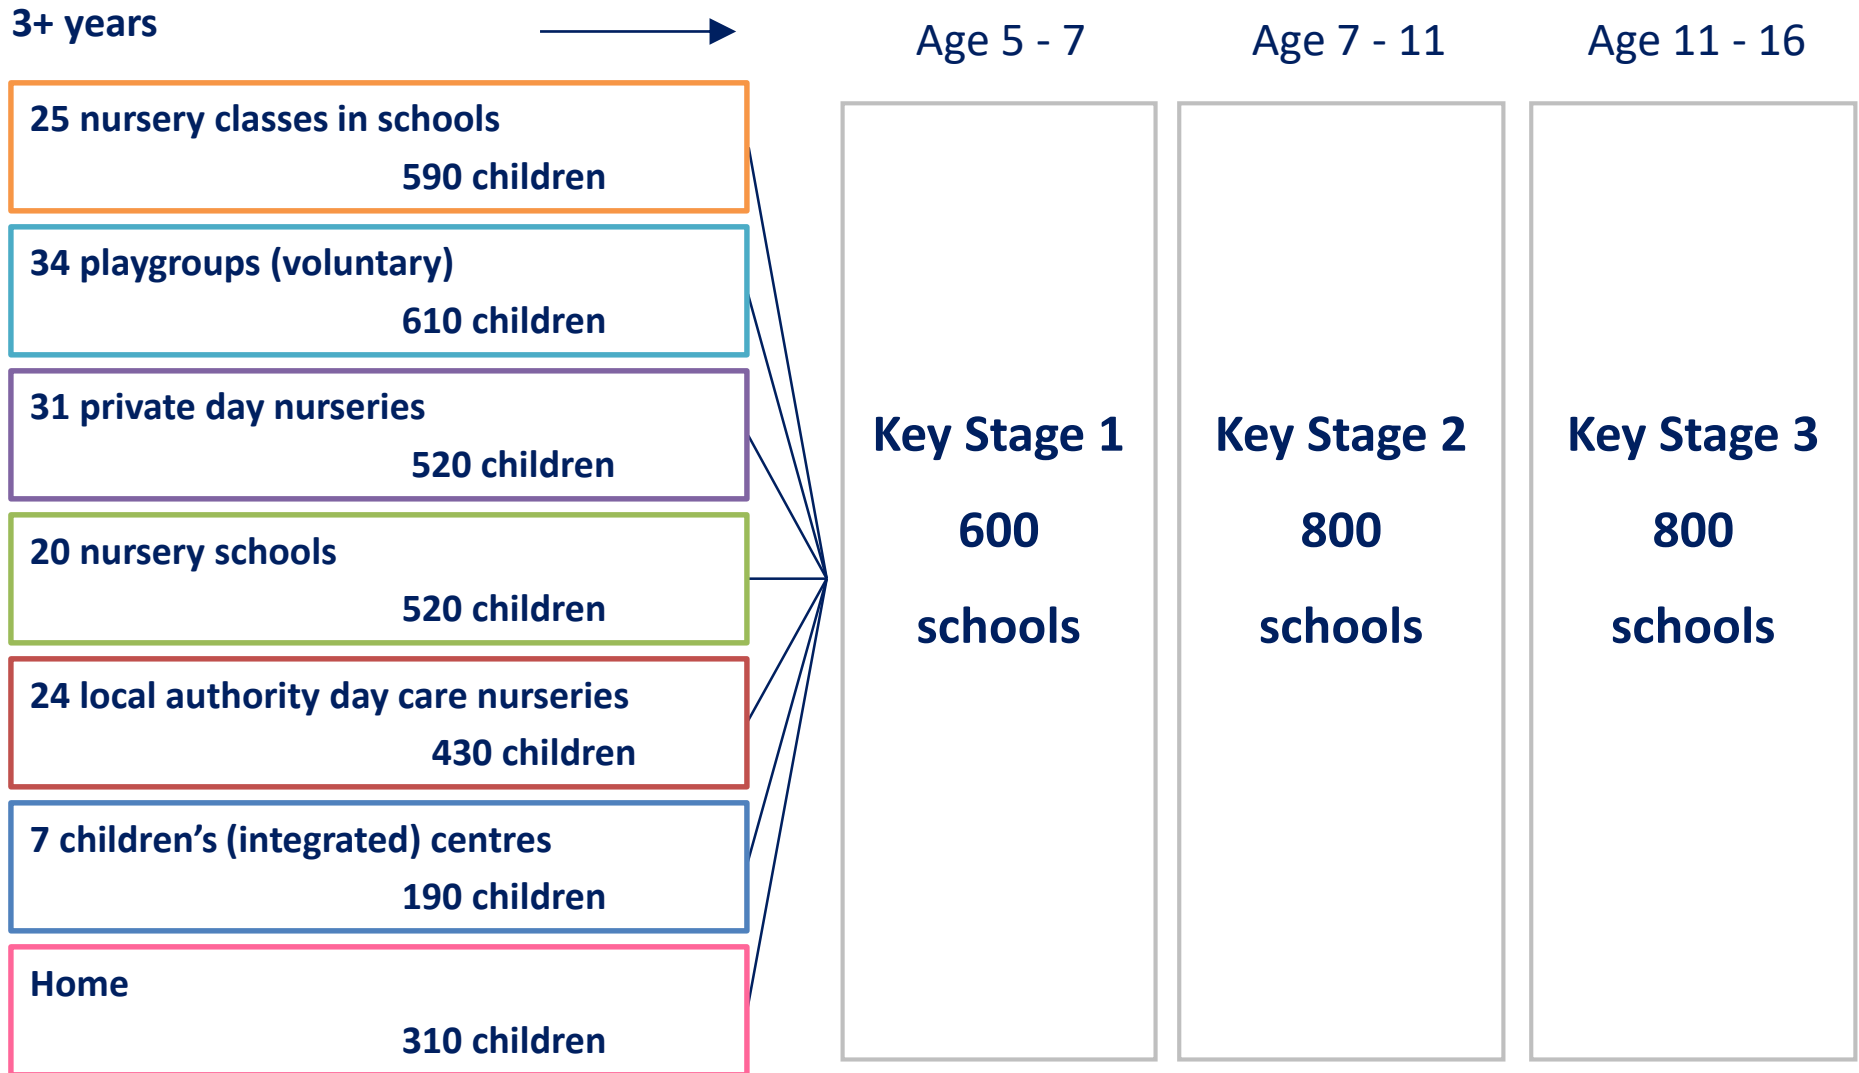 3+ years
25 nursery classes in schools
590 children
34 playgroups (voluntary)
610 children
31 private day nurseries
520 children
20 nursery schools
520 children
24 local authority day care nurseries
430 children
7 children’s (integrated) centres
190 children
Home
310 children
Age 5 - 7
Key Stage 1
600
schools
Age 7 - 11
Key Stage 2
800
schools
Age 11 - 16
Key Stage 3
800
schools